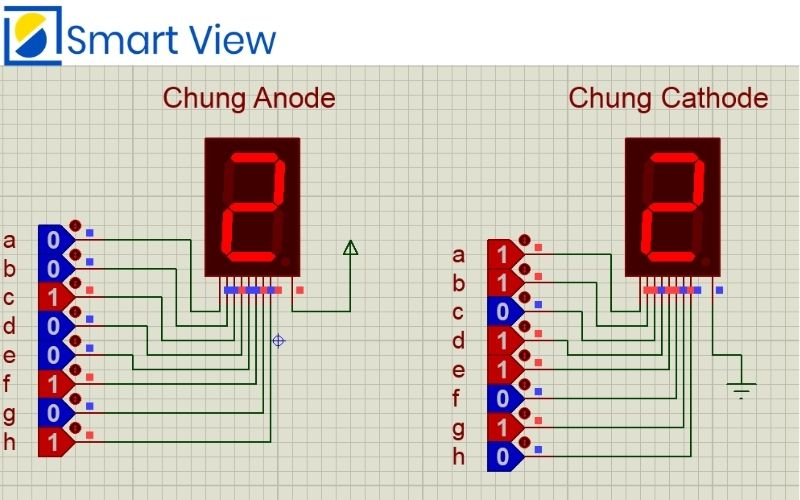 Smart View
Chung Anode
Chung Cathode
a 0
b 0
c 1
d 0
e 0
f 1
g 0
h 1
a 1
b 1
c 0
d 1
e 1
f 0
g 1
h 0